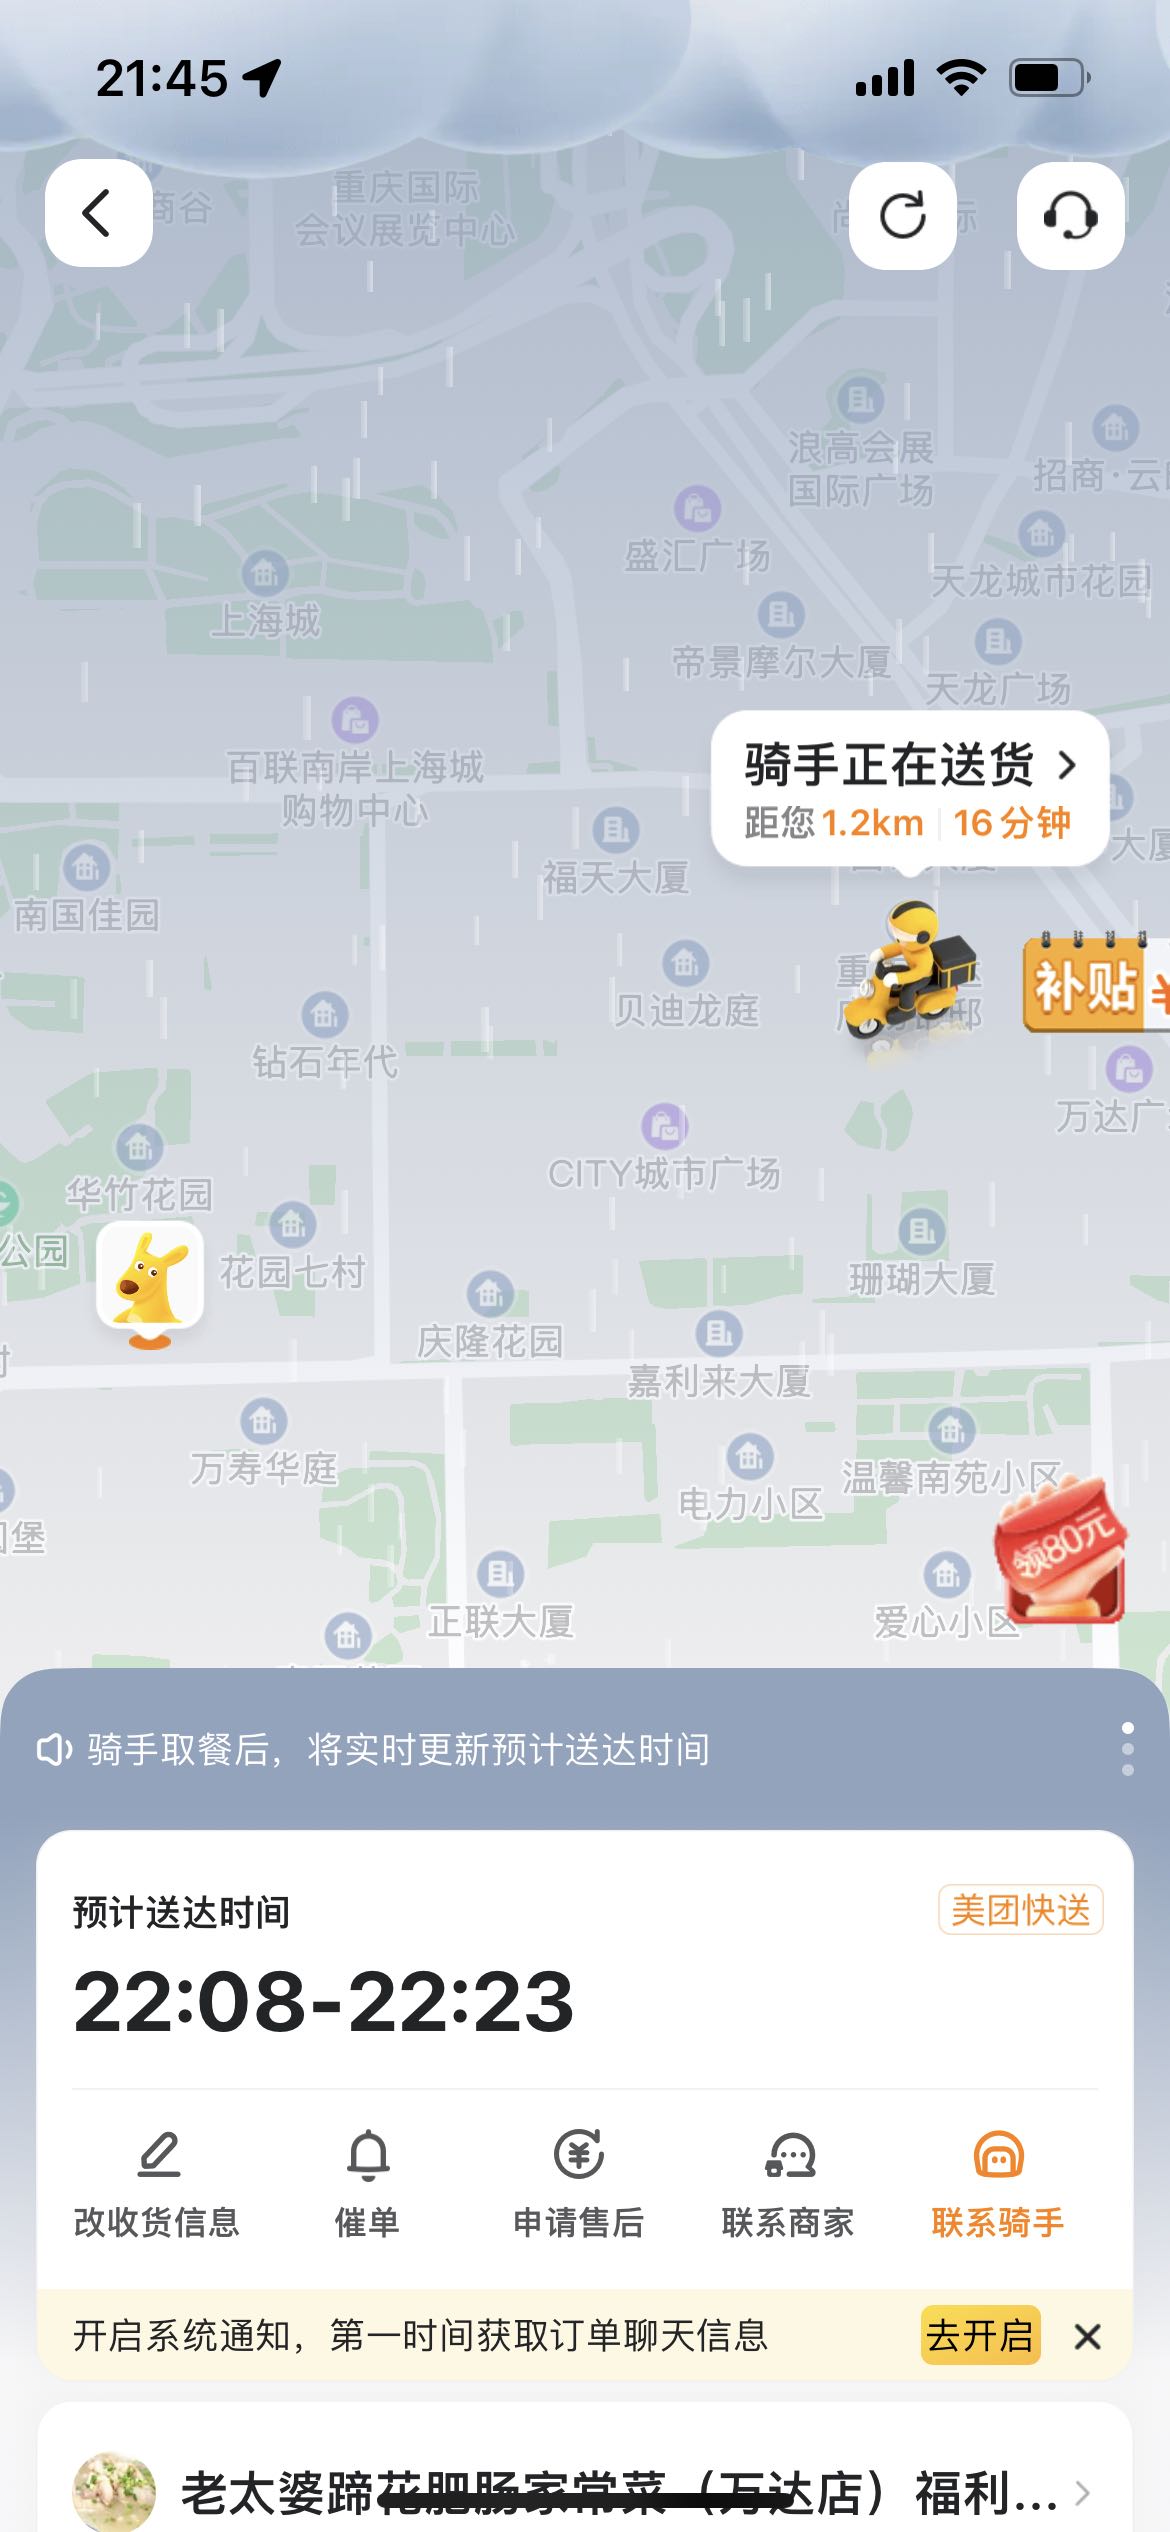 21:45
商谷
重庆国际
会议展览中心
浪高会展
国际广场
招商·云
盛汇广场
天龙城市花园
上海城
帝景摩尔大厦
天龙广场
百联南岸上海城
购物中心
骑手正在送货
距您1.2km 16分钟
福天大厦
南国佳园
补贴
贝迪龙庭
钻石年代
万达广
CITY城市广场
华竹花园
公园
花园七村
珊瑚大厦
庆隆花园
嘉利来大厦
万寿华庭
温馨南苑小区
电力小区
堡
领80元
正联大厦
爱心小区
骑手取餐后，将实时更新预计送达时间
预计送达时间
美团快送
22:08-22:23
改收货信息
催单
申请售后
联系商家
联系骑手
开启系统通知，第一时间获取订单聊天信息
去开启
老太婆蹄花肥肠家常菜（万达店）福利...